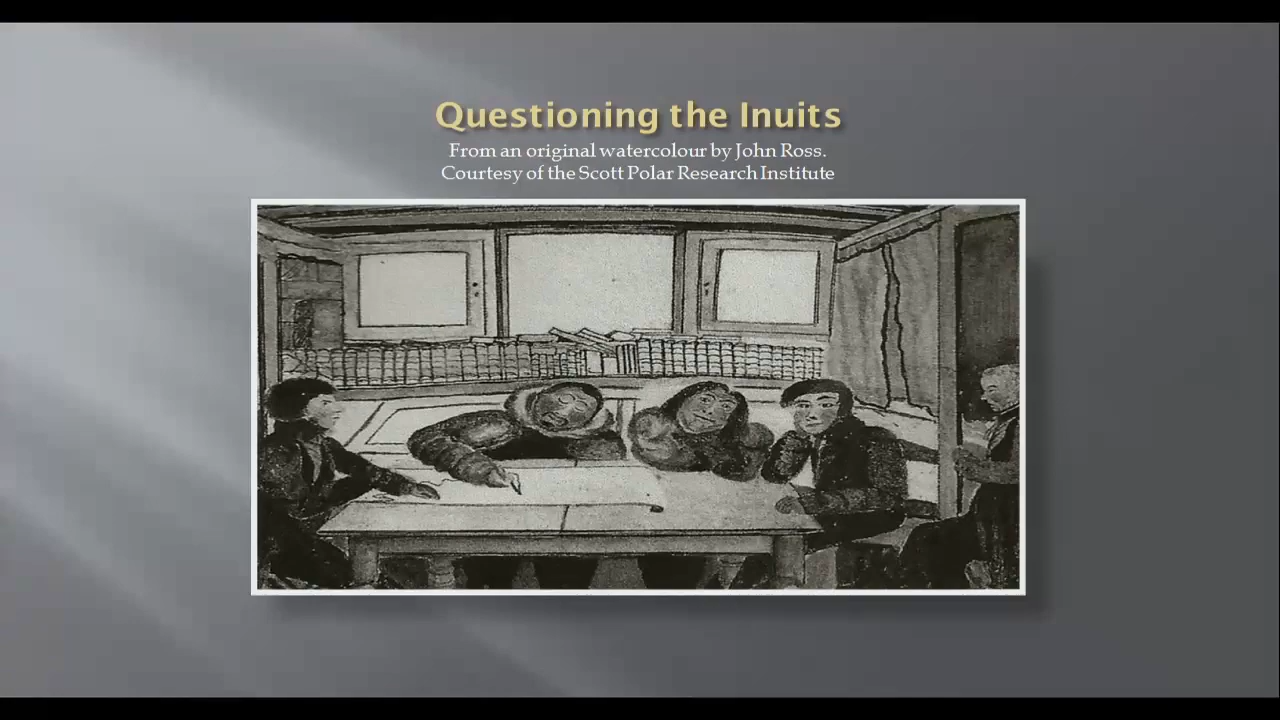 Questioning the Inuits
From an original watercolour by John Ross.
Courtesy of the Scott Polar Research Institute